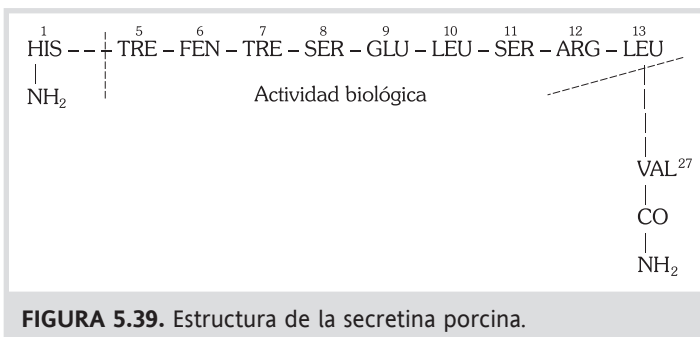 1 5 6 7 8 9 10 11 12 13
HIS --- TRE – FEN – TRE – SER – GLU – LEU – SER – ARG – LEU
NH₂ Actividad biológica
VAL²⁷
CO
NH₂
FIGURA 5.39. Estructura de la secretina porcina.